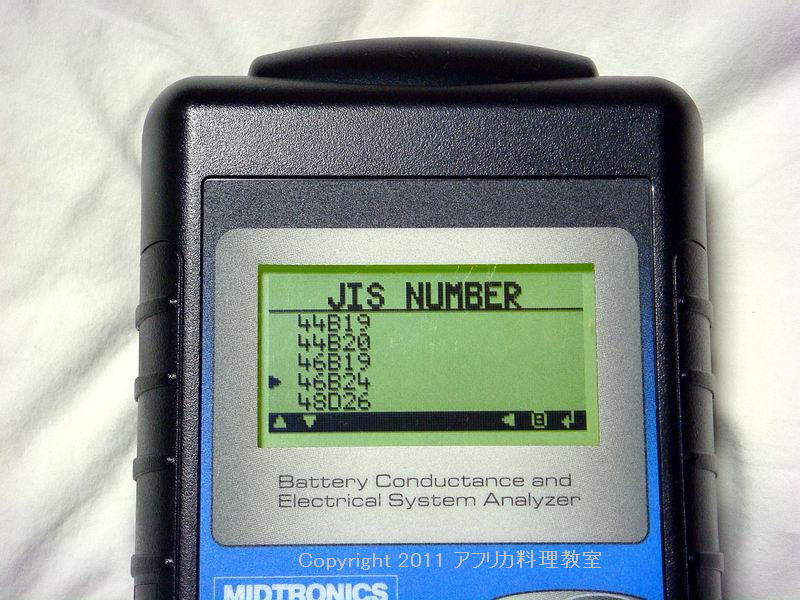 JIS NUMBER
44B19
44B20
46B19
46B24
48D26
Battery Conductance and
Electrical System Analyzer
Copyright 2011 アフリカ料理教室
MIDTRONICS